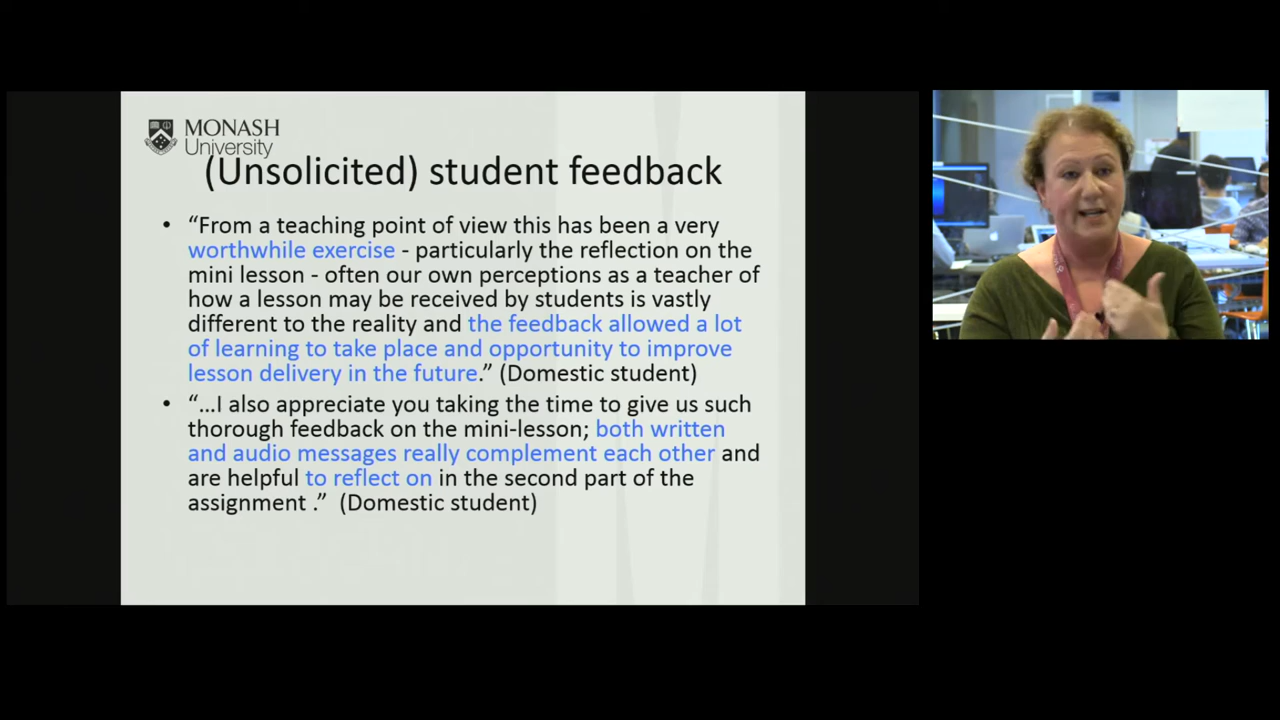 MONASH
University
(Unsolicited) student feedback
• “From a teaching point of view this has been a very
worthwhile exercise - particularly the reflection on the
mini lesson - often our own perceptions as a teacher of
how a lesson may be received by students is vastly
different to the reality and the feedback allowed a lot
of learning to take place and opportunity to improve
lesson delivery in the future.” (Domestic student)
• “…I also appreciate you taking the time to give us such
thorough feedback on the mini-lesson; both written
and audio messages really complement each other and
are helpful to reflect on in the second part of the
assignment .” (Domestic student)